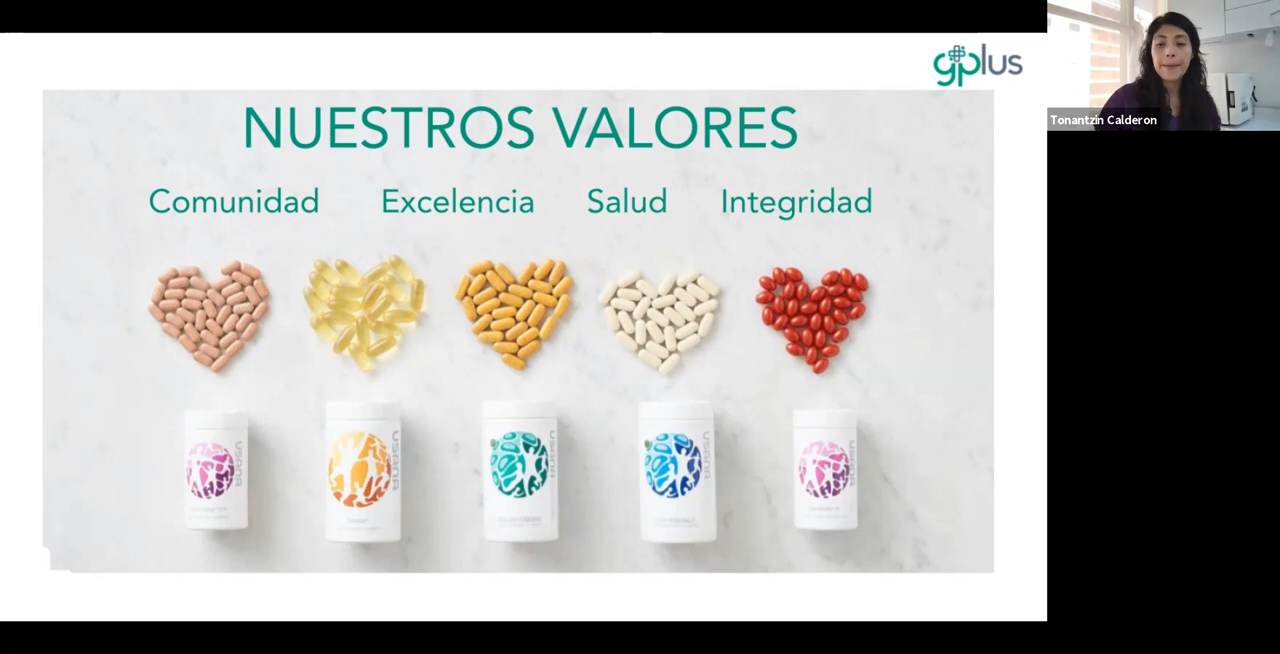 gplus
NUESTROS VALORES
Comunidad Excelencia Salud Integridad
USANA
USANA
USANA
USANA
USANA
Tonantzin Calderon